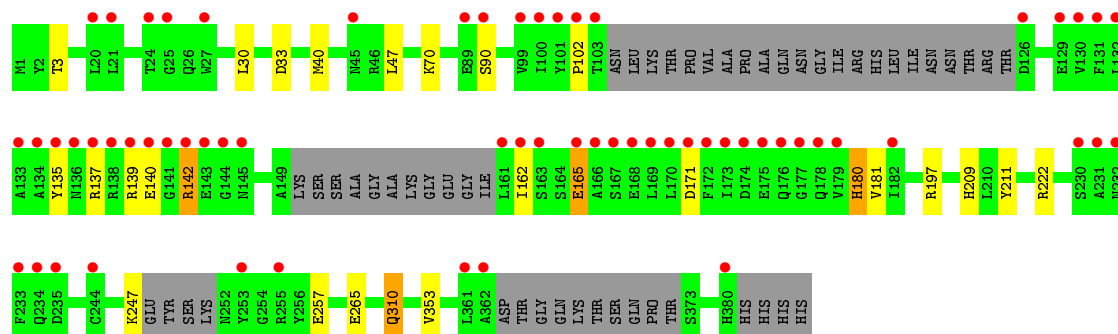 M1 Y2 T3 L20 L21 T24 G25 Q26 W27 L30 D33 M40 N45 R46 L47 K70 E89 S90 V99 I100 Y101 P102 T103 ASN LEU LYS THR PRO VAL ALA PRO ALA GLN ASN GLY ILE ARG HIS LEU ILE ASN ASN THR ARG THR D126 E129 V130 F131 L132
A133 A134 Y135 N136 R137 R138 R139 E140 G141 R142 E143 G144 N145 A149 LYS SER SER ALA GLY ALA LYS GLY GLU GLY ILE L161 I162 S163 S164 E165 A166 S167 E168 L169 L170 D171 F172 I173 D174 E175 Q176 G177 Q178 V179 H180 V181 I182 R197 H209 L210 Y211 R222 S230 A231 N232
F233 Q234 D235 C244 K247 GLU TYR SER LYS N252 Y253 G254 R255 Y256 E257 E265 Q310 V353 L361 A362 ASP THR GLY GLN LYS THR SER GLN PRO THR S373 H380 HIS HIS HIS HIS